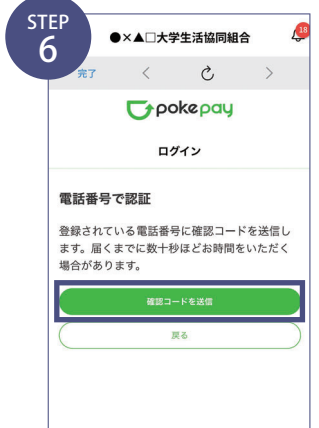 STEP
6
●×▲□大学生活協同組合
18
完了
pokepay
ログイン
電話番号で認証
登録されている電話番号に確認コードを送信し
ます。届くまでに数十秒ほどお時間をいただく
場合があります。
確認コードを送信
戻る